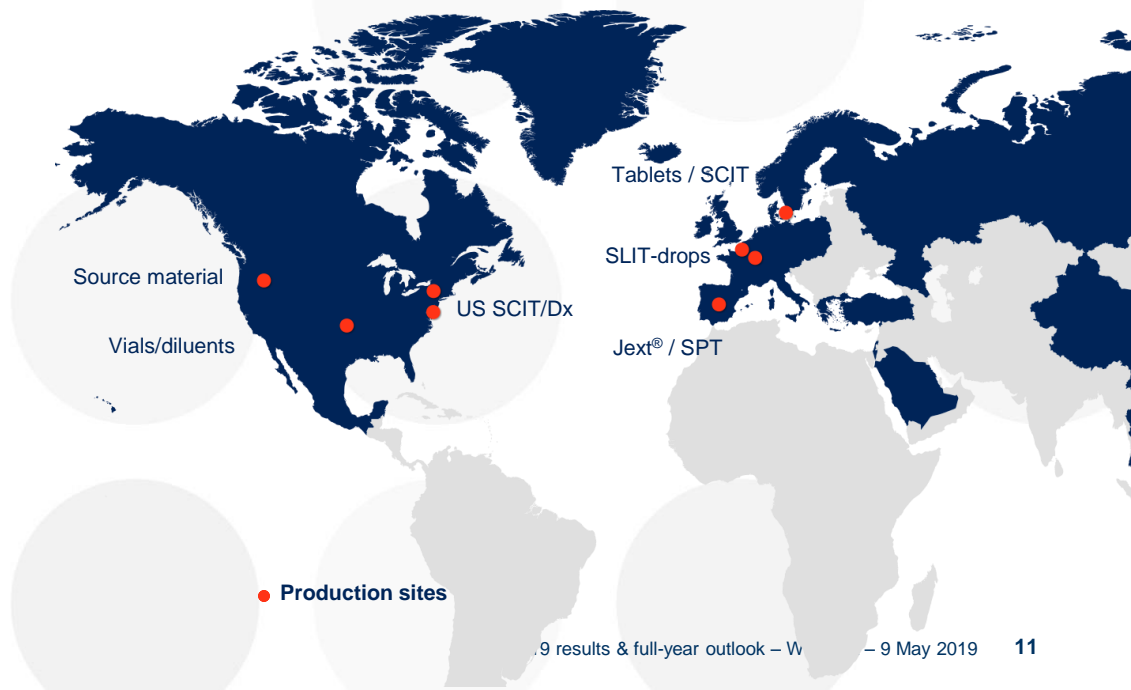 Tablets / SCIT
SLIT-drops
Source material
US SCIT/Dx
Vials/diluents
Jext® / SPT
Production sites
9 results & full-year outlook – W – 9 May 2019 11